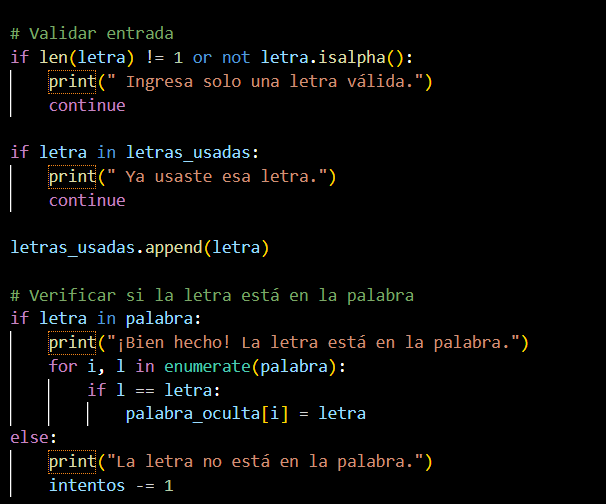 # Validar entrada
if len(letra) != 1 or not letra.isalpha():
    print(" Ingresa solo una letra válida.")
    continue

if letra in letras_usadas:
    print(" Ya usaste esa letra.")
    continue

letras_usadas.append(letra)

# Verificar si la letra está en la palabra
if letra in palabra:
    print("¡Bien hecho! La letra está en la palabra.")
    for i, l in enumerate(palabra):
        if l == letra:
            palabra_oculta[i] = letra
else:
    print("La letra no está en la palabra.")
    intentos -= 1